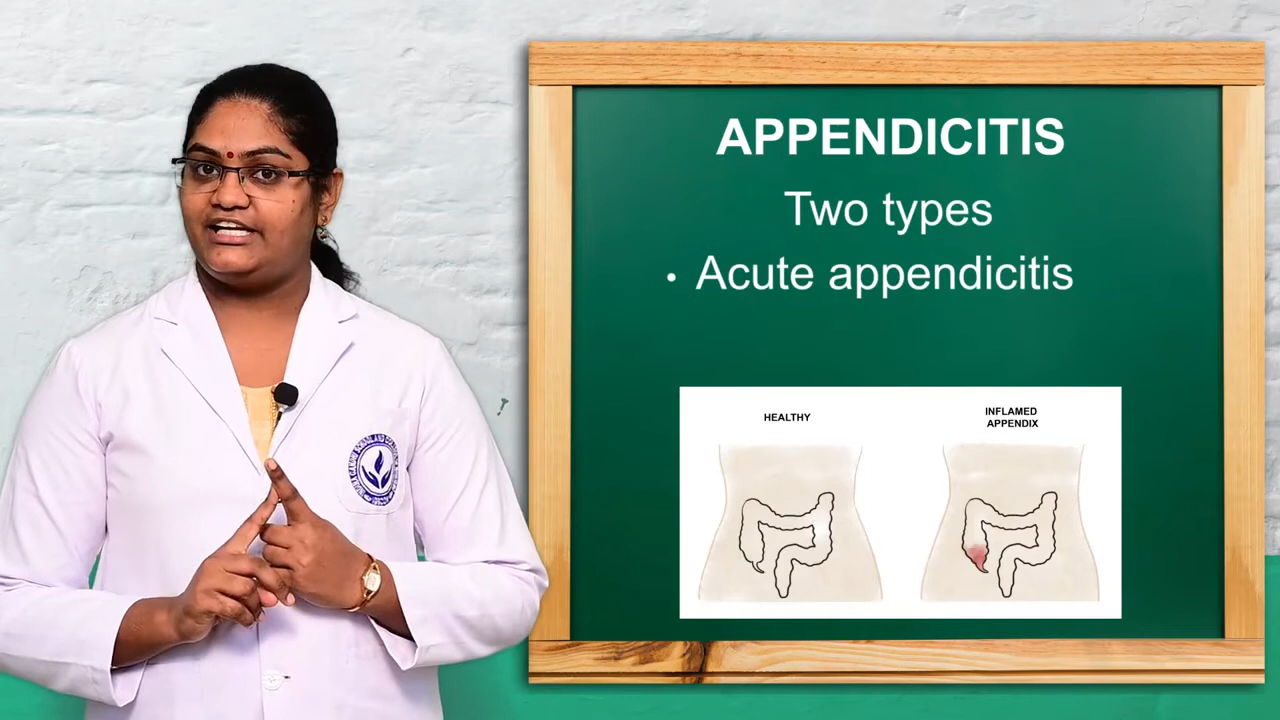 APPENDICITIS
Two types
• Acute appendicitis
HEALTHY
INFLAMED
APPENDIX